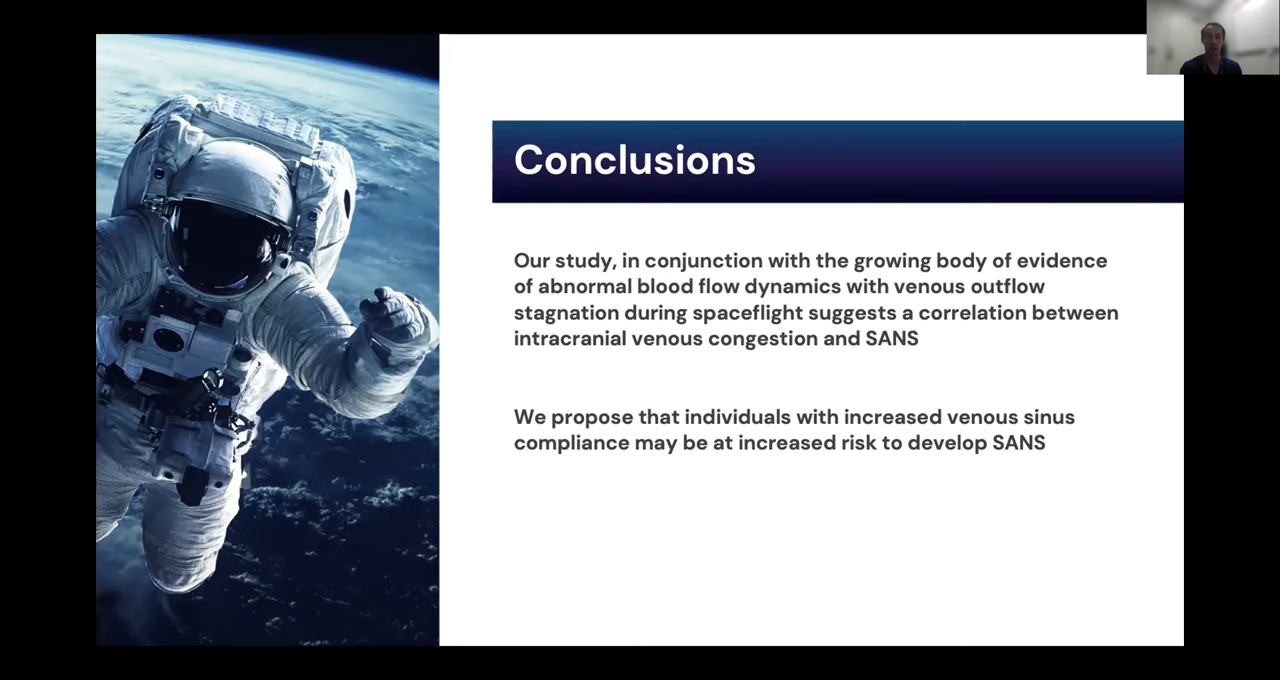 Conclusions
Our study, in conjunction with the growing body of evidence
of abnormal blood flow dynamics with venous outflow
stagnation during spaceflight suggests a correlation between
intracranial venous congestion and SANS
We propose that individuals with increased venous sinus
compliance may be at increased risk to develop SANS